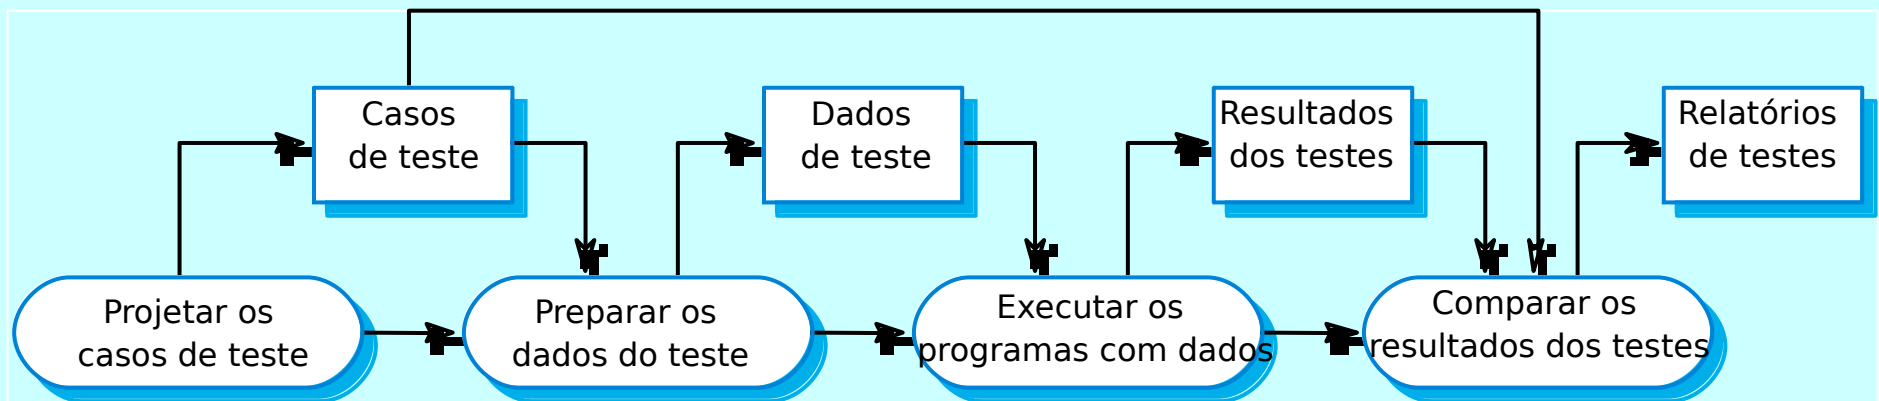 Casos
de teste
Dados
de teste
Resultados
dos testes
Relatórios
de testes
Projetar os
casos de teste
Preparar os
dados do teste
Executar os
programas com dados
Comparar os
resultados dos testes